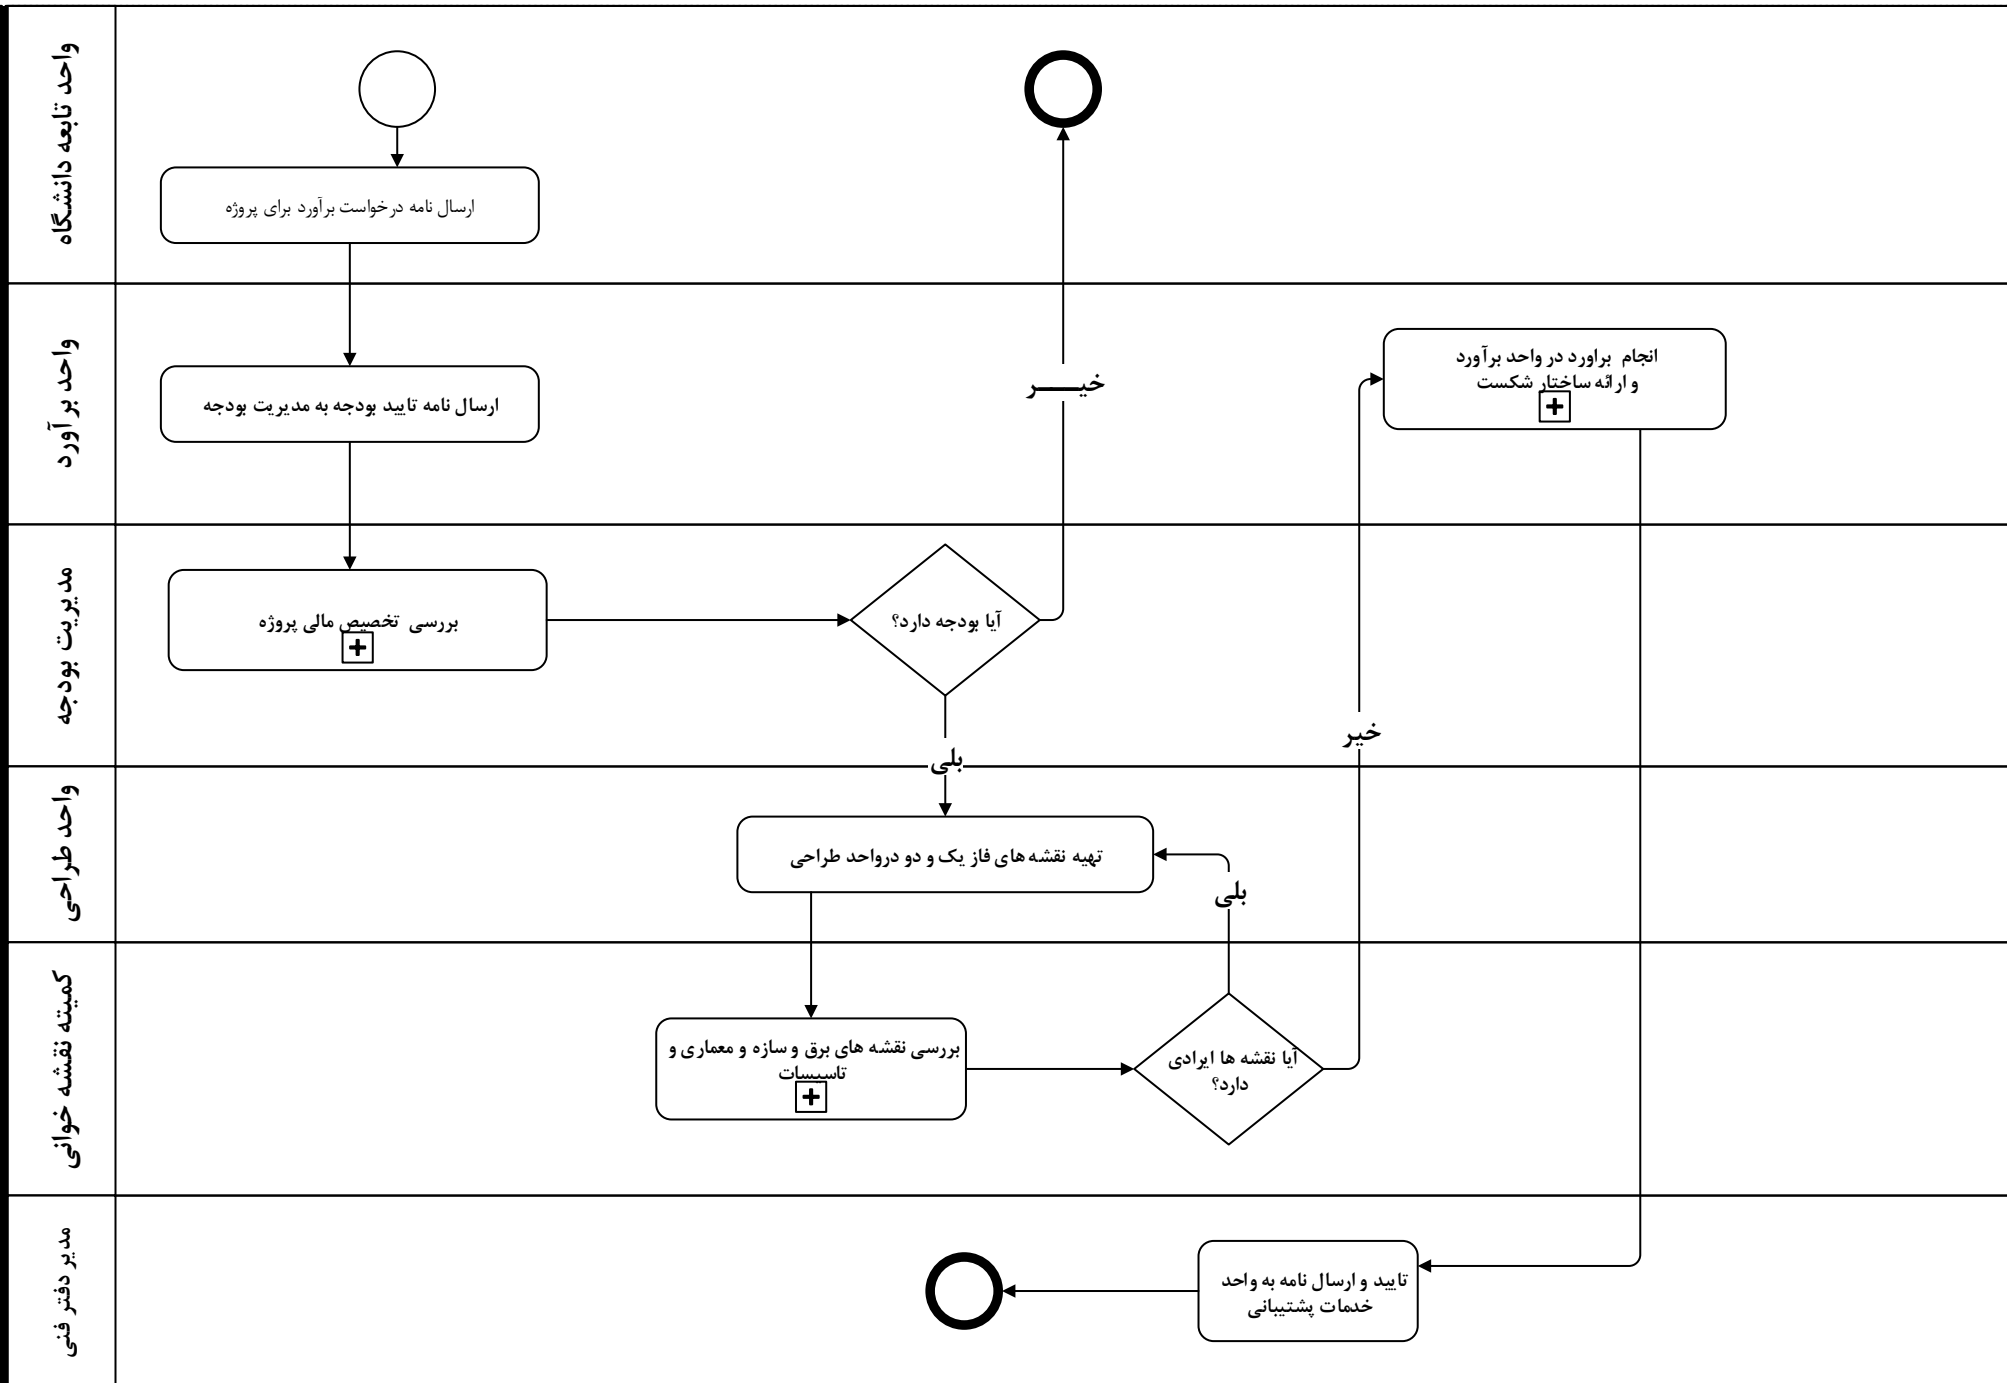 واحد تابعه دانشگاه
ارسال نامه درخواست برآورد برای پروژه
واحد برآورد
ارسال نامه تایید بودجه به مدیریت بودجه
خیـــــر
انجام براورد در واحد برآورد
و ارائه ساختار شکست
مدیریت بودجه
بررسی تخصیص مالی پروژه
آیا بودجه دارد؟
خیر
بلی
واحد طراحی
تهیه نقشه های فاز یک و دو درواحد طراحی
بلی
کمیته نقشه خوانی
بررسی نقشه های برق و سازه و معماری و
تاسیسات
آیا نقشه ها ایرادی
دارد؟
مدیر دفتر فنی
تایید و ارسال نامه به واحد
خدمات پشتیبانی